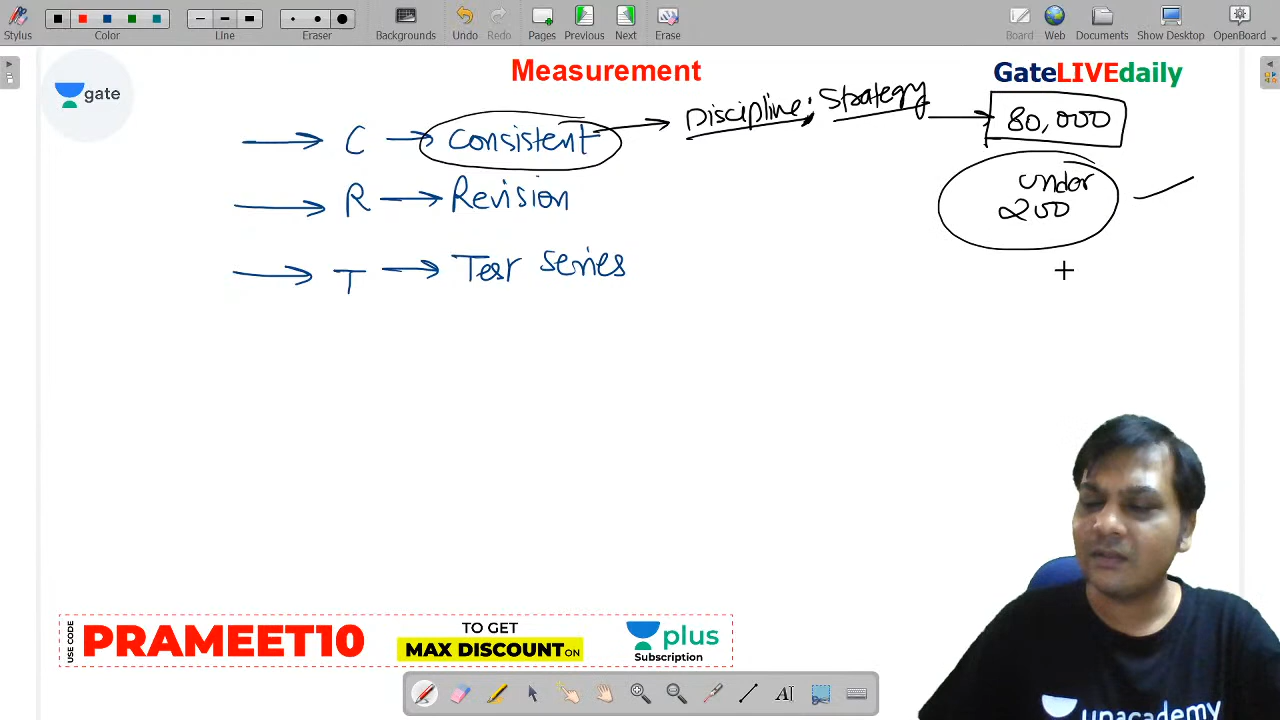 Stylus
Color
Line
Eraser
Backgrounds
Undo
Redo
Pages
Previous
Next
Erase
Board
Web
Documents
Show Desktop
OpenBoard
gate
Measurement
GateLIVEdaily
C Consistent Discipline; Strategy 80,000
R Revision
under
200
T Test series
USE CODE
PRAMEET10
TO GET
MAX DISCOUNT ON
plus
Subscription
unacademy